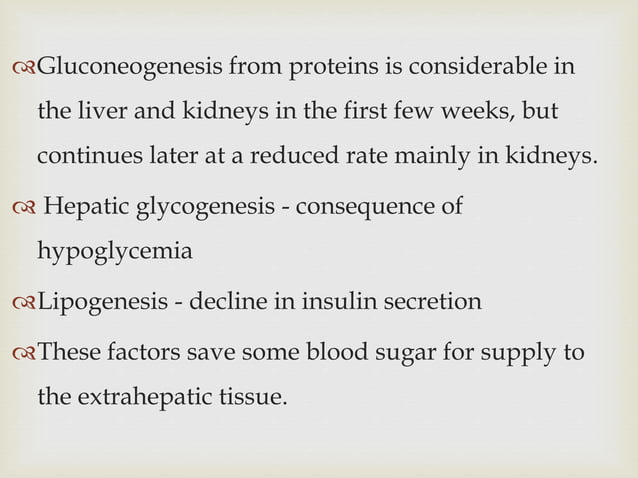 Gluconeogenesis from proteins is considerable in
the liver and kidneys in the first few weeks, but
continues later at a reduced rate mainly in kidneys.
Hepatic glycogenesis - consequence of
hypoglycemia
Lipogenesis - decline in insulin secretion
These factors save some blood sugar for supply to
the extrahepatic tissue.